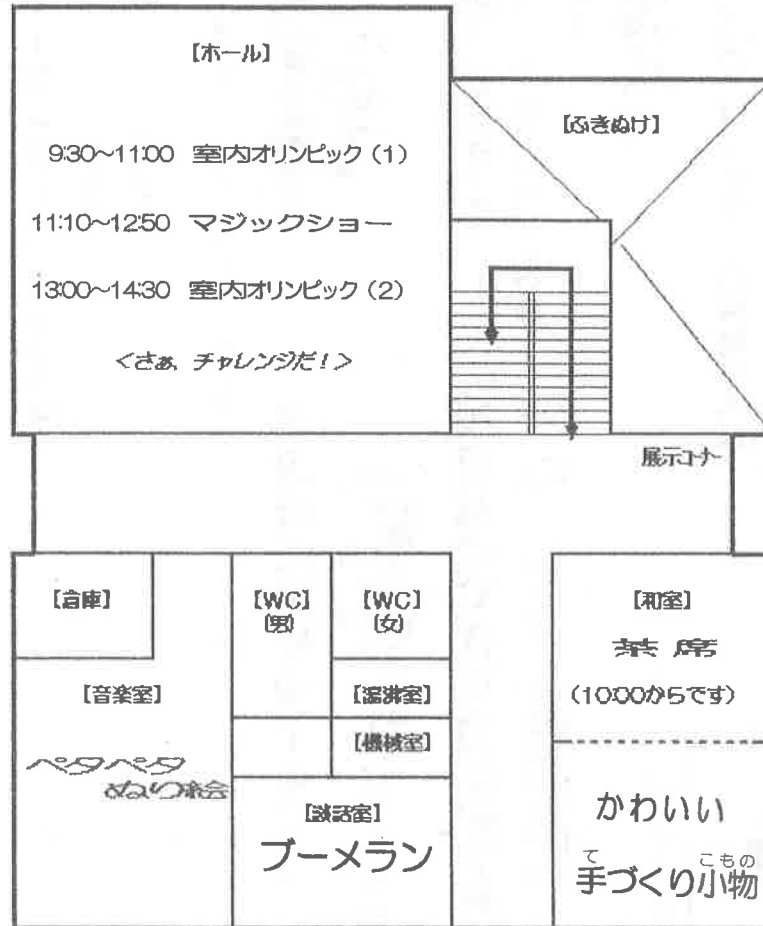 【ホール】
9:30~11:00 室内オリンピック(1)
11:10~12:50 マジックショー
13:00~14:30 室内オリンピック(2)
<さぁ、チャレンジだ!>
【ふきぬけ】
展示コーナー
【倉庫】
【WC】
(男)
【WC】
(女)
【和室】
茶席
(10:00からです)
【音楽室】
ペタペタ
ぬり絵会
【湯沸室】
【機械室】
【談話室】
ブーメラン
かわいい
て こもの
手づくり小物